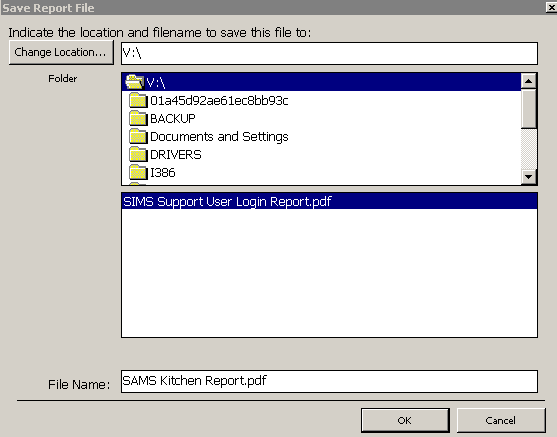 Save Report File
Indicate the location and filename to save this file to:
Change Location...
V:\
Folder
V:\
01a45d92ae61ec8bb93c
BACKUP
Documents and Settings
DRIVERS
I386
SIMS Support User Login Report.pdf
File Name:
SAMS Kitchen Report.pdf
OK
Cancel